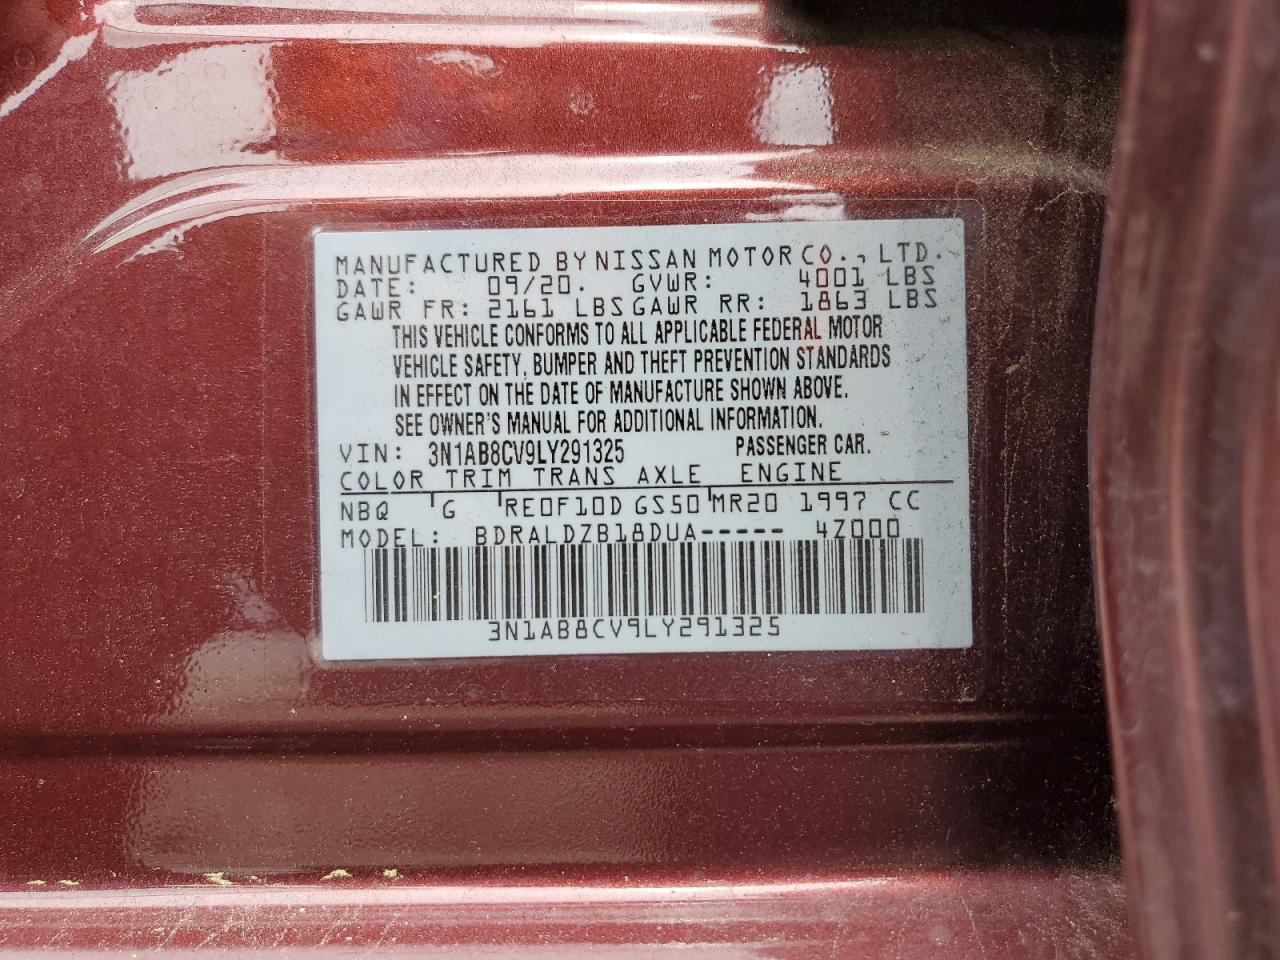 MANUFACTURED BY NISSAN MOTOR CO., LTD.
DATE: 09/20. GVWR: 4001 LBS
GAWR FR: 2161 LBS GAWR RR: 1863 LBS
THIS VEHICLE CONFORMS TO ALL APPLICABLE FEDERAL MOTOR
VEHICLE SAFETY, BUMPER AND THEFT PREVENTION STANDARDS
IN EFFECT ON THE DATE OF MANUFACTURE SHOWN ABOVE.
SEE OWNER'S MANUAL FOR ADDITIONAL INFORMATION.
VIN: 3N1AB8CV9LY291325 PASSENGER CAR.
COLOR TRIM TRANS AXLE ENGINE
NBQ G RE0F10D GS50 MR20 1997 CC
MODEL: BDRALDZB18DUA----- 4Z000
3N1AB8CV9LY291325